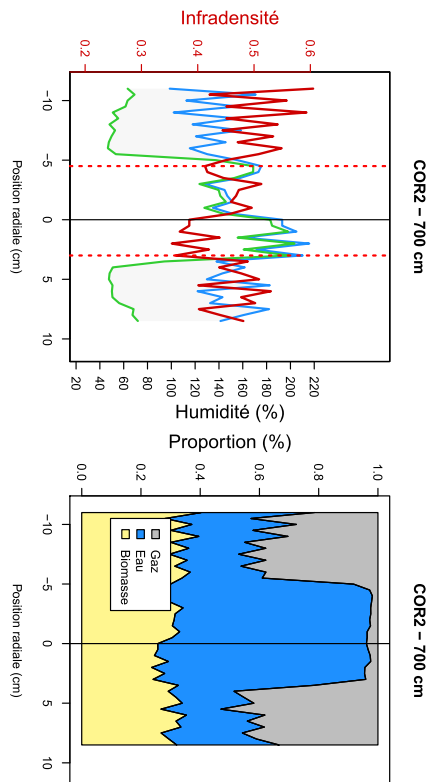 Infradensité
0.2 0.3 0.4 0.5 0.6
COR2 − 700 cm
−10 −5 0 5 10
Position radiale (cm)
20 40 60 80 100 120 140 160 180 200 220
Humidité (%)
Proportion (%)
0.0 0.2 0.4 0.6 0.8 1.0
COR2 − 700 cm
Gaz
Eau
Biomasse
−10 −5 0 5 10
Position radiale (cm)